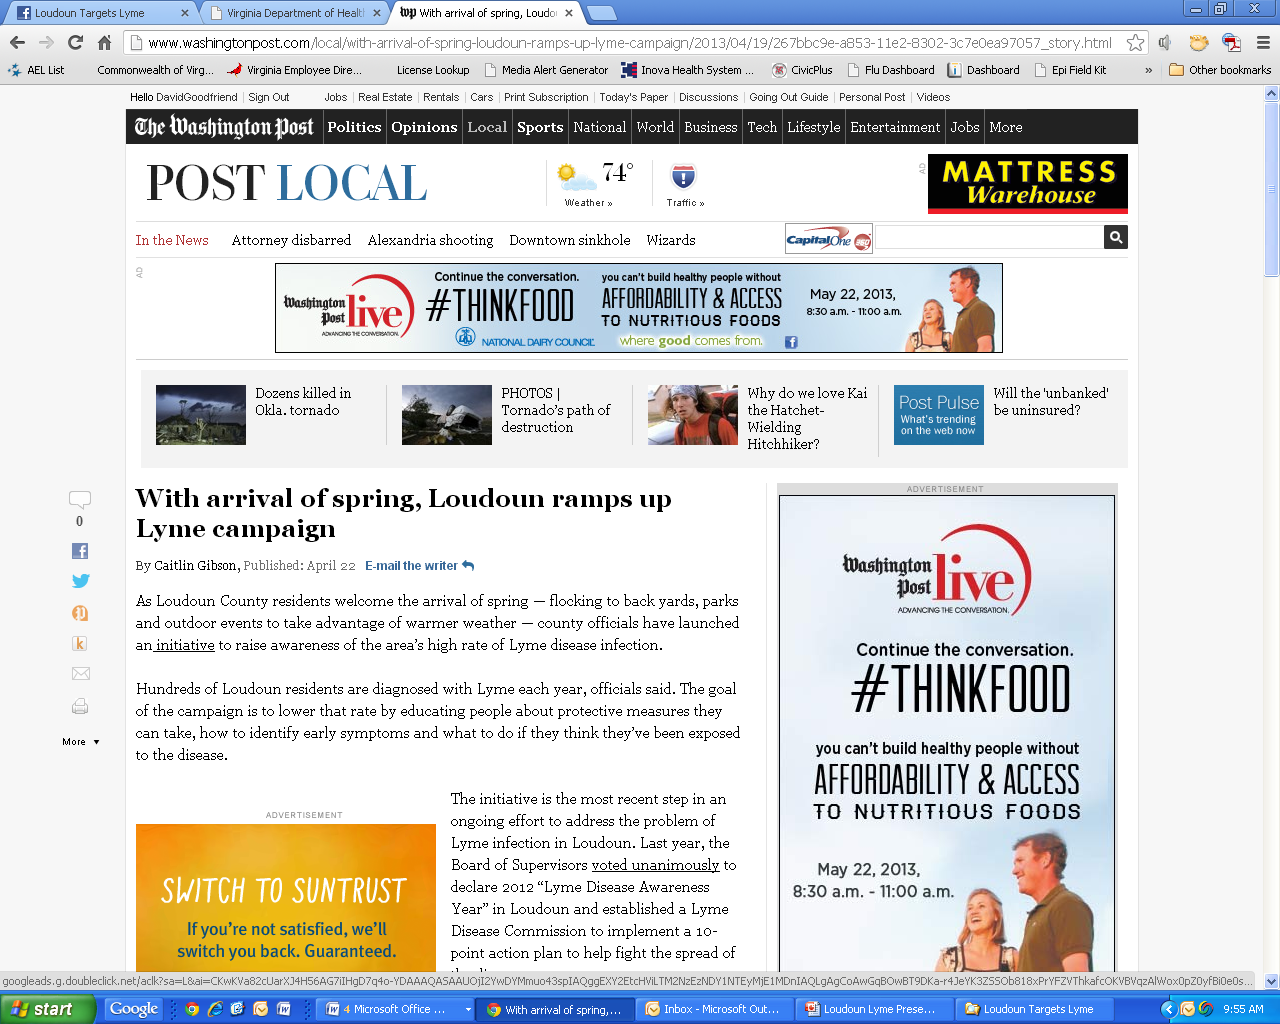 Loudoun Targets Lyme
Virginia Department of Healt
With arrival of spring, Loudo
www.washingtonpost.com/local/with-arrival-of-spring-loudoun-ramps-up-lyme-campaign/2013/04/19/267bbc9e-a853-11e2-8302-3c7e0ea97057_story.html
AEL List
Commonwealth of Virg...
Virginia Employee Dire...
License Lookup
Media Alert Generator
Inova Health System ...
CivicPlus
Flu Dashboard
Dashboard
Epi Field Kit
»
Other bookmarks
Hello DavidGoodfriend | Sign Out
Jobs | Real Estate | Rentals | Cars | Print Subscription | Today's Paper | Discussions | Going Out Guide | Personal Post | Videos
The Washington Post
Politics
Opinions
Local
Sports
National
World
Business
Tech
Lifestyle
Entertainment
Jobs
More
POST LOCAL
74°
Weather »
Traffic »
AD
MATTRESS
Warehouse
In the News
Attorney disbarred
Alexandria shooting
Downtown sinkhole
Wizards
Capital One 360
AD
Washington
Post live
ADVANCING THE CONVERSATION.
Continue the conversation.
#THINKFOOD
NATIONAL DAIRY COUNCIL
you can't build healthy people without
AFFORDABILITY & ACCESS
TO NUTRITIOUS FOODS
where good comes from.
May 22, 2013,
8:30 a.m. - 11:00 a.m.
Dozens killed in
Okla. tornado
PHOTOS |
Tornado's path of
destruction
Why do we love Kai
the Hatchet-
Wielding
Hitchhiker?
Post Pulse
What's trending
on the web now
Will the 'unbanked'
be uninsured?
With arrival of spring, Loudoun ramps up
Lyme campaign
0
By Caitlin Gibson, Published: April 22 E-mail the writer
As Loudoun County residents welcome the arrival of spring — flocking to back yards, parks
and outdoor events to take advantage of warmer weather — county officials have launched
an initiative to raise awareness of the area's high rate of Lyme disease infection.
Hundreds of Loudoun residents are diagnosed with Lyme each year, officials said. The goal
of the campaign is to lower that rate by educating people about protective measures they
can take, how to identify early symptoms and what to do if they think they've been exposed
to the disease.
More
The initiative is the most recent step in an
ongoing effort to address the problem of
Lyme infection in Loudoun. Last year, the
Board of Supervisors voted unanimously to
declare 2012 “Lyme Disease Awareness
Year” in Loudoun and established a Lyme
Disease Commission to implement a 10-
point action plan to help fight the spread of
ADVERTISEMENT
SWITCH TO SUNTRUST
If you're not satisfied, we'll
switch you back. Guaranteed.
ADVERTISEMENT
Washington
Post live
ADVANCING THE CONVERSATION.
Continue the conversation.
#THINKFOOD
you can't build healthy people without
AFFORDABILITY & ACCESS
TO NUTRITIOUS FOODS
May 22, 2013,
8:30 a.m. - 11:00 a.m.
start
Google
4 Microsoft Office ...
With arrival of spring,...
Inbox - Microsoft Out...
Loudoun Lyme Prese...
Loudoun Targets Lyme
9:55 AM